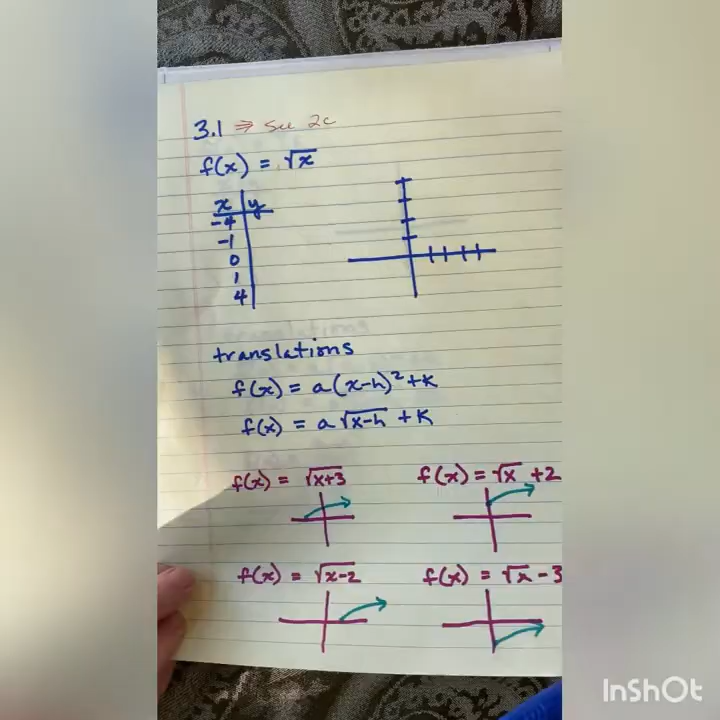 3.1 ⇒ See 2c
f(x) = √x
x y
-4
-1
0
1
4
translations
f(x) = a(x-h)² + k
f(x) = a√x-h + k
f(x) = √x+3 f(x) = √x + 2
f(x) = √x-2 f(x) = √x - 3
InShOt